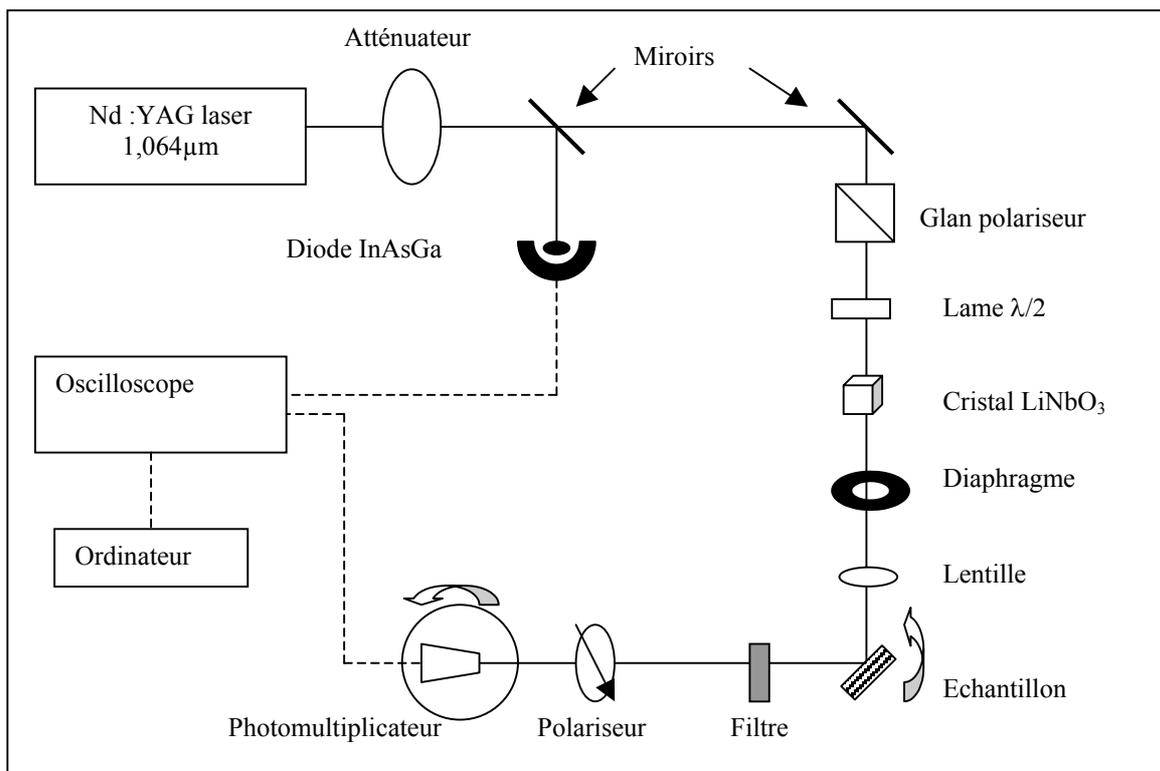 Atténuateur
Miroirs
Nd :YAG laser
1,064µm
Glan polariseur
Diode InAsGa
Lame λ/2
Oscilloscope
Cristal LiNbO₃
Diaphragme
Ordinateur
Lentille
Echantillon
Photomultiplicateur
Polariseur
Filtre